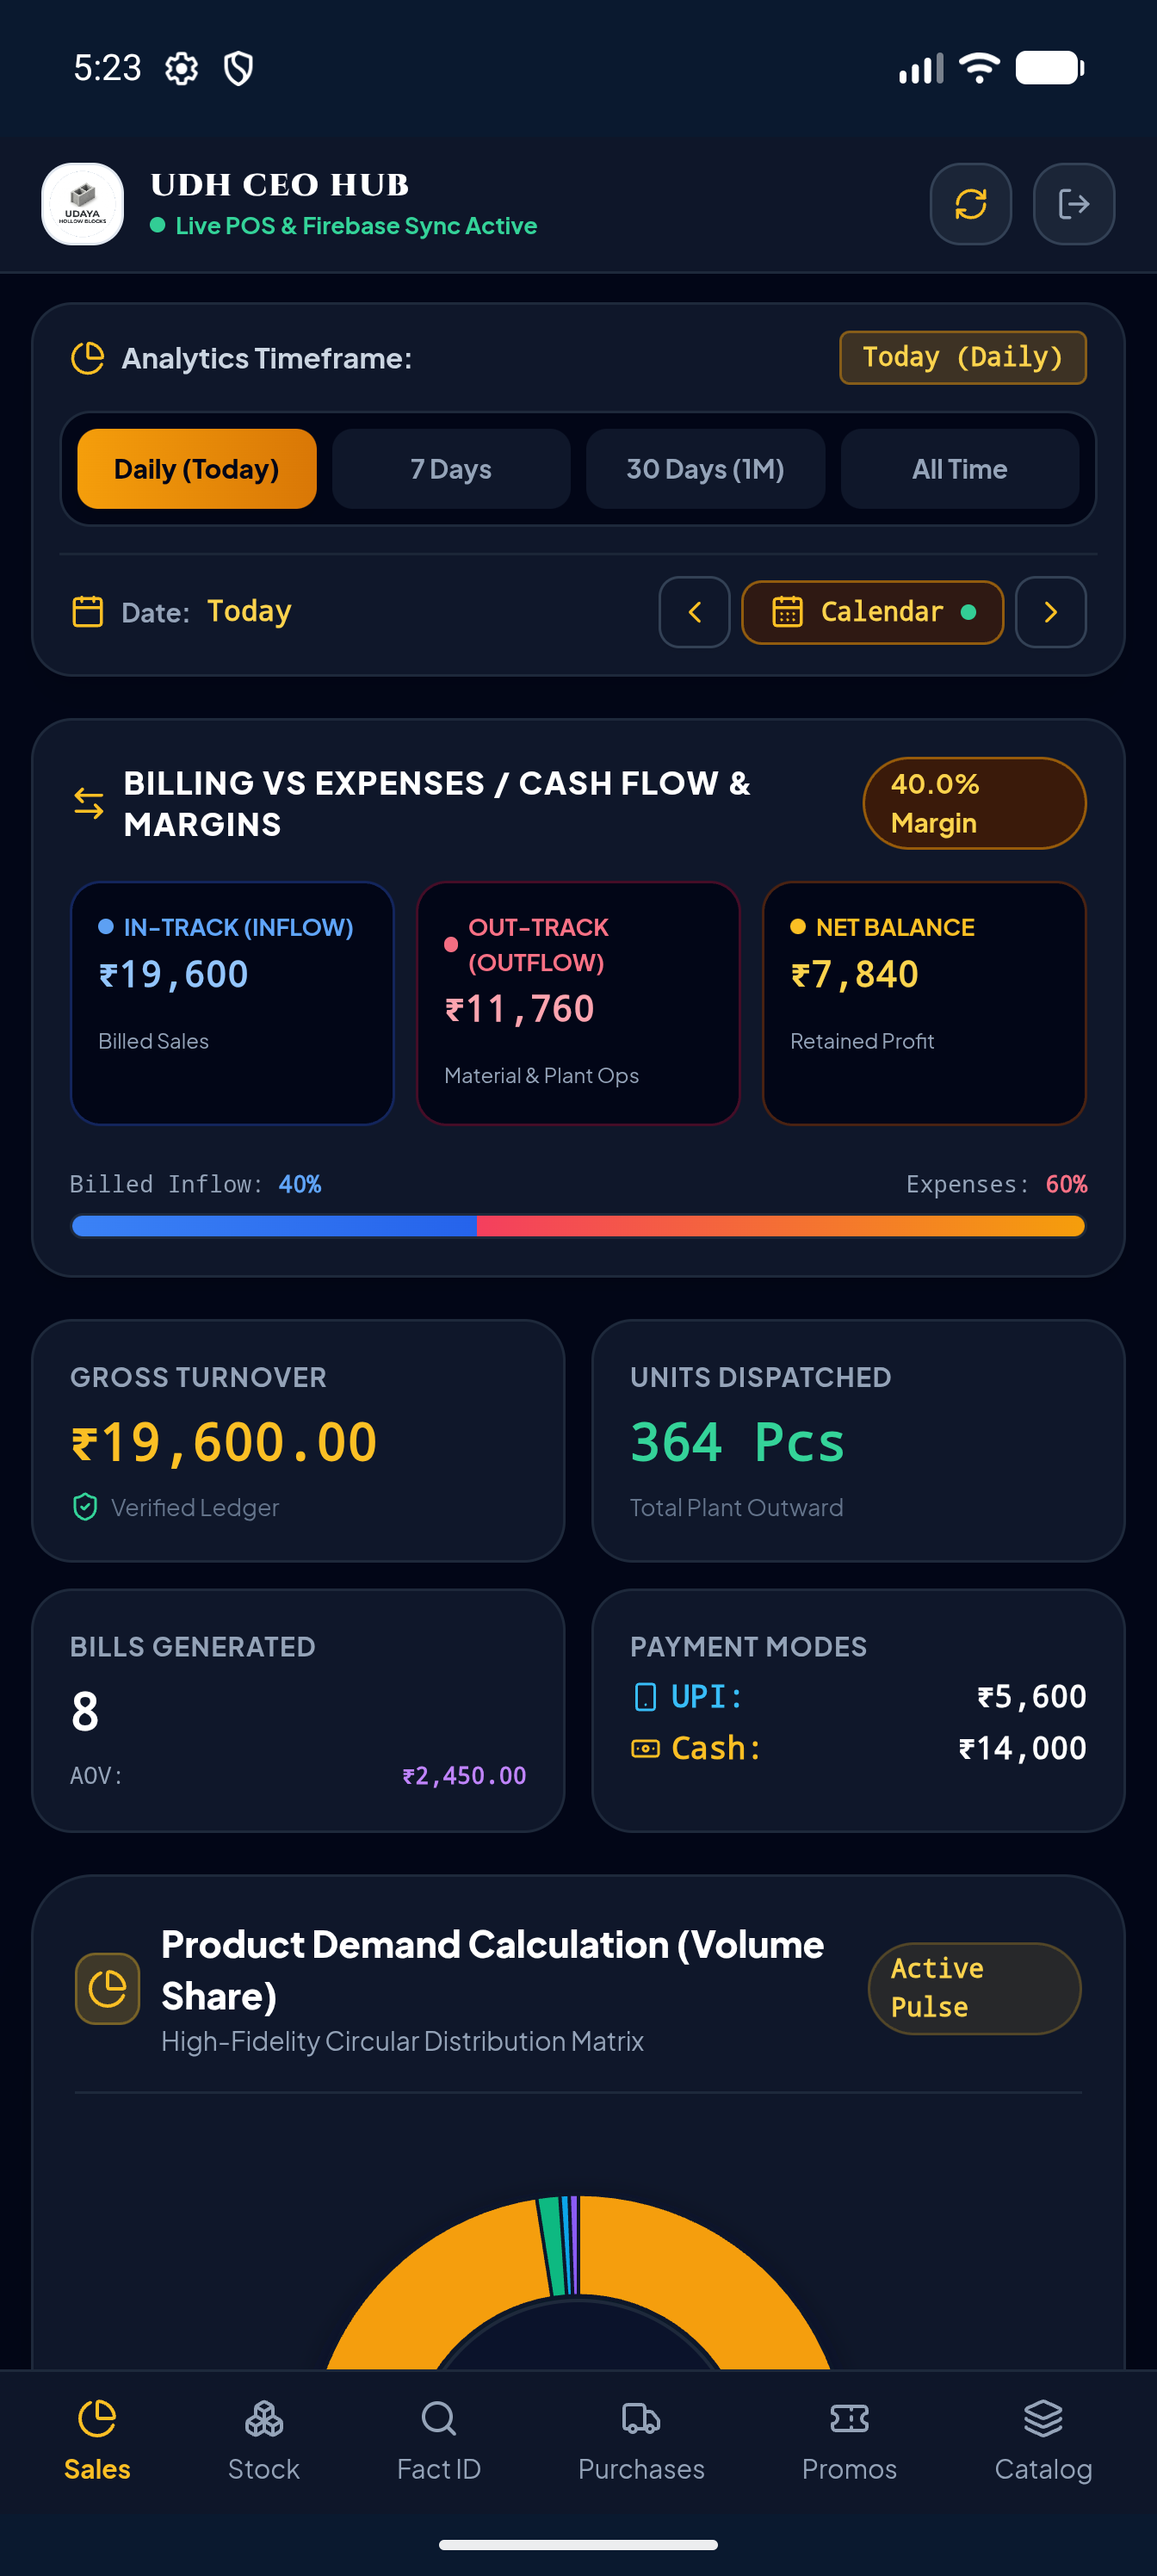 5:23
UDAYA
HOLLOW BLOCKS
UDH CEO HUB
Live POS & Firebase Sync Active
Analytics Timeframe:
Today (Daily)
Daily (Today)
7 Days
30 Days (1M)
All Time
Date: Today
Calendar
BILLING VS EXPENSES / CASH FLOW &
MARGINS
40.0%
Margin
IN-TRACK (INFLOW)
₹19,600
Billed Sales
OUT-TRACK
(OUTFLOW)
₹11,760
Material & Plant Ops
NET BALANCE
₹7,840
Retained Profit
Billed Inflow: 40%
Expenses: 60%
GROSS TURNOVER
₹19,600.00
Verified Ledger
UNITS DISPATCHED
364 Pcs
Total Plant Outward
BILLS GENERATED
8
AOV: ₹2,450.00
PAYMENT MODES
UPI: ₹5,600
Cash: ₹14,000
Product Demand Calculation (Volume
Share)
High-Fidelity Circular Distribution Matrix
Active
Pulse
Sales
Stock
Fact ID
Purchases
Promos
Catalog